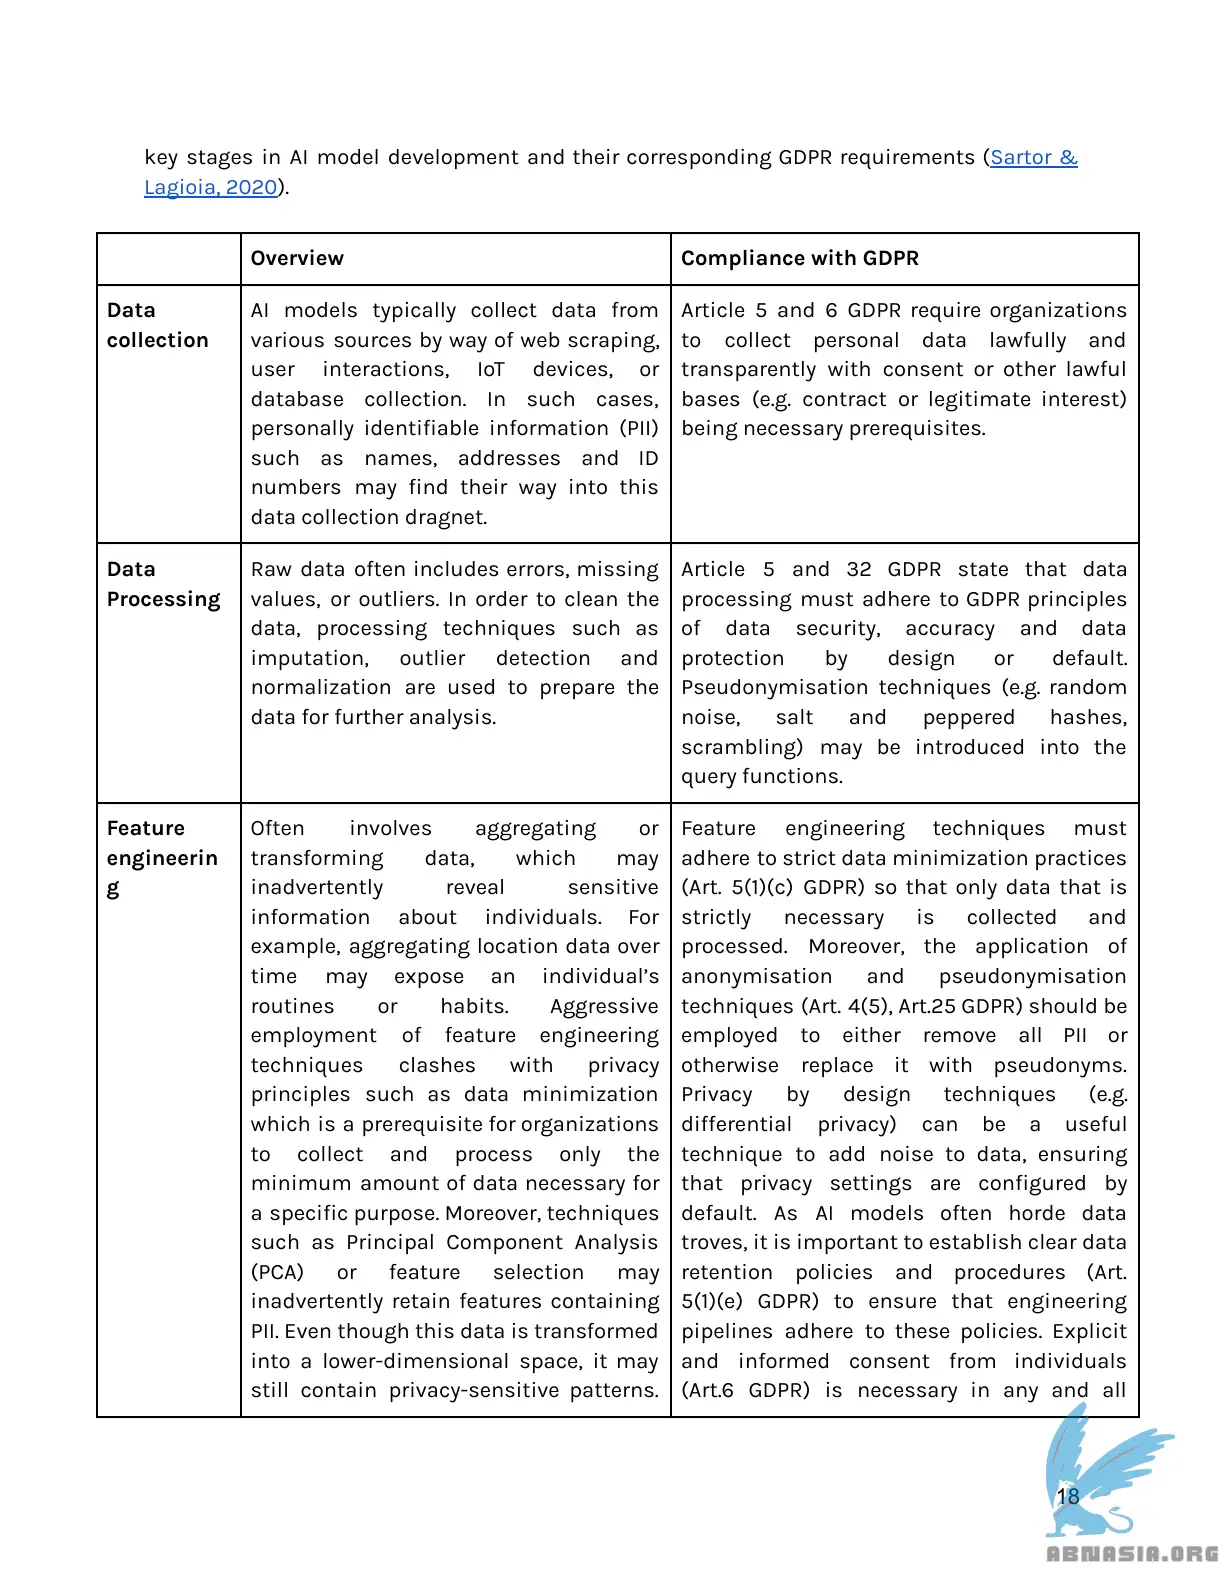 key stages in AI model development and their corresponding GDPR requirements (Sartor &
Lagioia, 2020).
Overview
Compliance with GDPR
Data
collection
AI models typically collect data from
various sources by way of web scraping,
user interactions, IoT devices, or
database collection. In such cases,
personally identifiable information (PII)
such as names, addresses and ID
numbers may find their way into this
data collection dragnet.
Article 5 and 6 GDPR require organizations
to collect personal data lawfully and
transparently with consent or other lawful
bases (e.g. contract or legitimate interest)
being necessary prerequisites.
Data
Processing
Raw data often includes errors, missing
values, or outliers. In order to clean the
data, processing techniques such as
imputation, outlier detection and
normalization are used to prepare the
data for further analysis.
Article 5 and 32 GDPR state that data
processing must adhere to GDPR principles
of data security, accuracy and data
protection by design or default.
Pseudonymisation techniques (e.g. random
noise, salt and peppered hashes,
scrambling) may be introduced into the
query functions.
Feature
engineerin
g
Often involves aggregating or
transforming data, which may
inadvertently reveal sensitive
information about individuals. For
example, aggregating location data over
time may expose an individual’s
routines or habits. Aggressive
employment of feature engineering
techniques clashes with privacy
principles such as data minimization
which is a prerequisite for organizations
to collect and process only the
minimum amount of data necessary for
a specific purpose. Moreover, techniques
such as Principal Component Analysis
(PCA) or feature selection may
inadvertently retain features containing
PII. Even though this data is transformed
into a lower-dimensional space, it may
still contain privacy-sensitive patterns.
Feature engineering techniques must
adhere to strict data minimization practices
(Art. 5(1)(c) GDPR) so that only data that is
strictly necessary is collected and
processed. Moreover, the application of
anonymisation and pseudonymisation
techniques (Art. 4(5), Art.25 GDPR) should be
employed to either remove all PII or
otherwise replace it with pseudonyms.
Privacy by design techniques (e.g.
differential privacy) can be a useful
technique to add noise to data, ensuring
that privacy settings are configured by
default. As AI models often horde data
troves, it is important to establish clear data
retention policies and procedures (Art.
5(1)(e) GDPR) to ensure that engineering
pipelines adhere to these policies. Explicit
and informed consent from individuals
(Art.6 GDPR) is necessary in any and all
18
ABNASIA.ORG